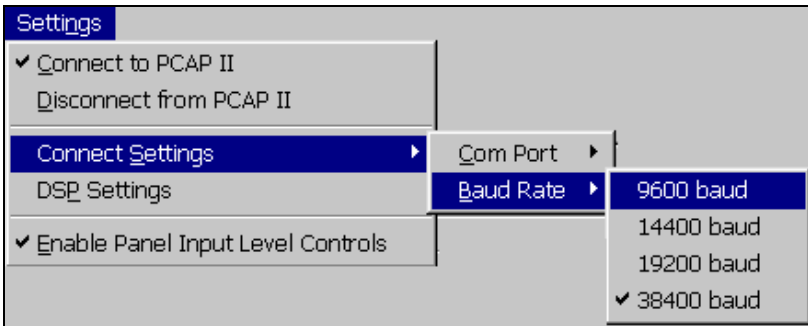 Settings
✔ Connect to PCAP II
Disconnect from PCAP II
Connect Settings
DSP Settings
✔ Enable Panel Input Level Controls
Com Port
Baud Rate
9600 baud
14400 baud
19200 baud
✔ 38400 baud